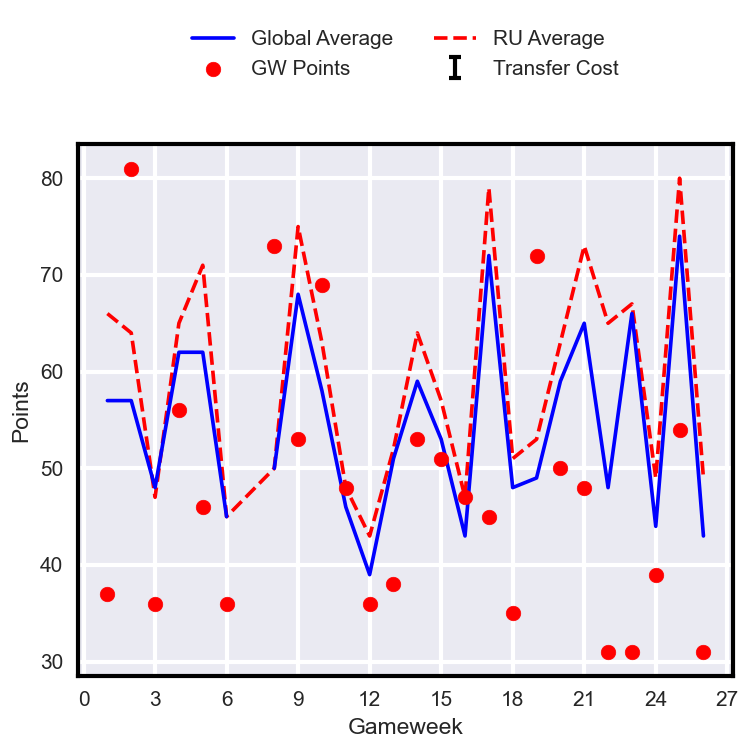 Global Average
RU Average
GW Points
Transfer Cost
80
70
60
50
40
30
Points
0 3 6 9 12 15 18 21 24 27
Gameweek